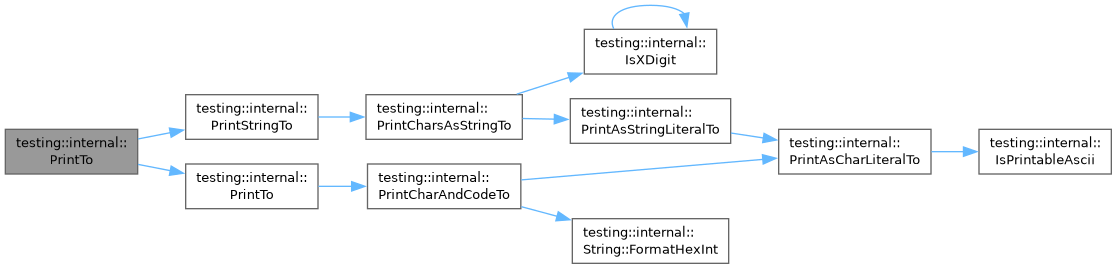 testing::internal::
PrintTo
testing::internal::
PrintStringTo
testing::internal::
PrintTo
testing::internal::
PrintCharsAsStringTo
testing::internal::
PrintCharAndCodeTo
testing::internal::
IsXDigit
testing::internal::
PrintAsStringLiteralTo
testing::internal::
String::FormatHexInt
testing::internal::
PrintAsCharLiteralTo
testing::internal::
IsPrintableAscii